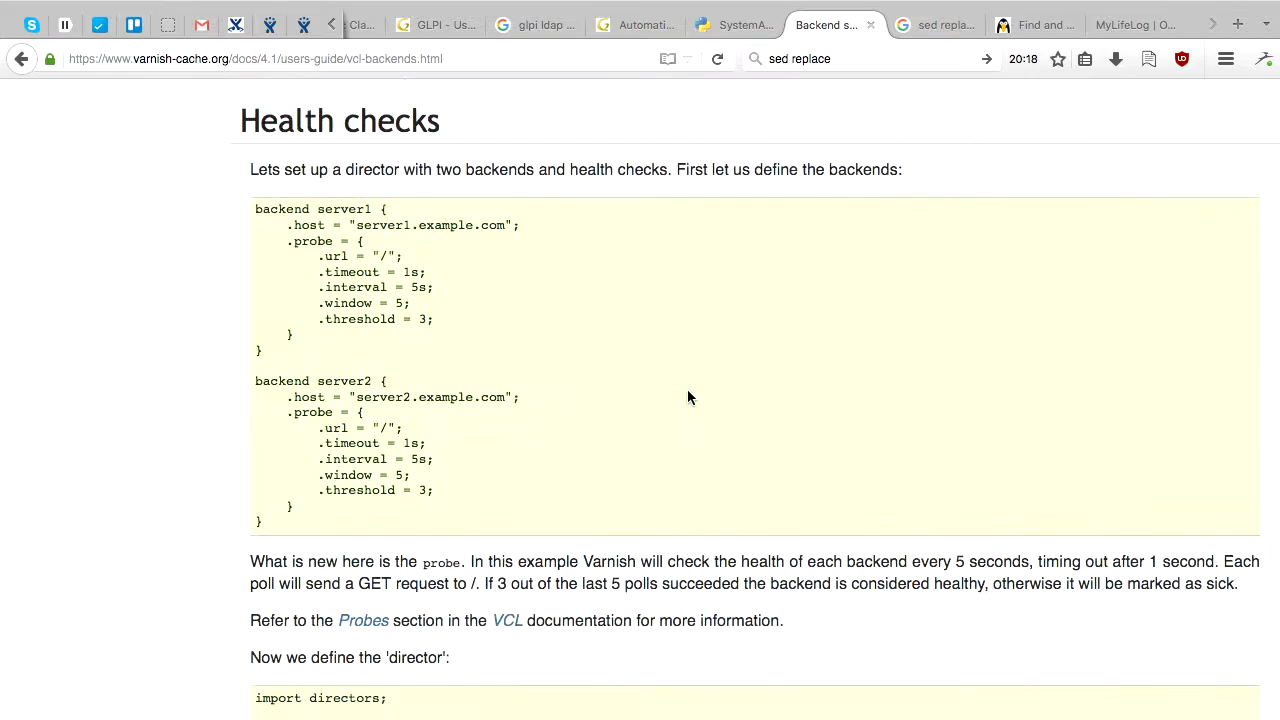 Cla...
GLPI - Us...
glpi ldap ...
Automati...
SystemA...
Backend s...
sed repla...
Find and ...
MyLifeLog | O...
https://www.varnish-cache.org/docs/4.1/users-guide/vcl-backends.html
sed replace
20:18
Health checks
Lets set up a director with two backends and health checks. First let us define the backends:
backend server1 {
    .host = "server1.example.com";
    .probe = {
        .url = "/";
        .timeout = 1s;
        .interval = 5s;
        .window = 5;
        .threshold = 3;
    }
}
backend server2 {
    .host = "server2.example.com";
    .probe = {
        .url = "/";
        .timeout = 1s;
        .interval = 5s;
        .window = 5;
        .threshold = 3;
    }
}
What is new here is the probe. In this example Varnish will check the health of each backend every 5 seconds, timing out after 1 second. Each
poll will send a GET request to /. If 3 out of the last 5 polls succeeded the backend is considered healthy, otherwise it will be marked as sick.
Refer to the Probes section in the VCL documentation for more information.
Now we define the 'director':
import directors;